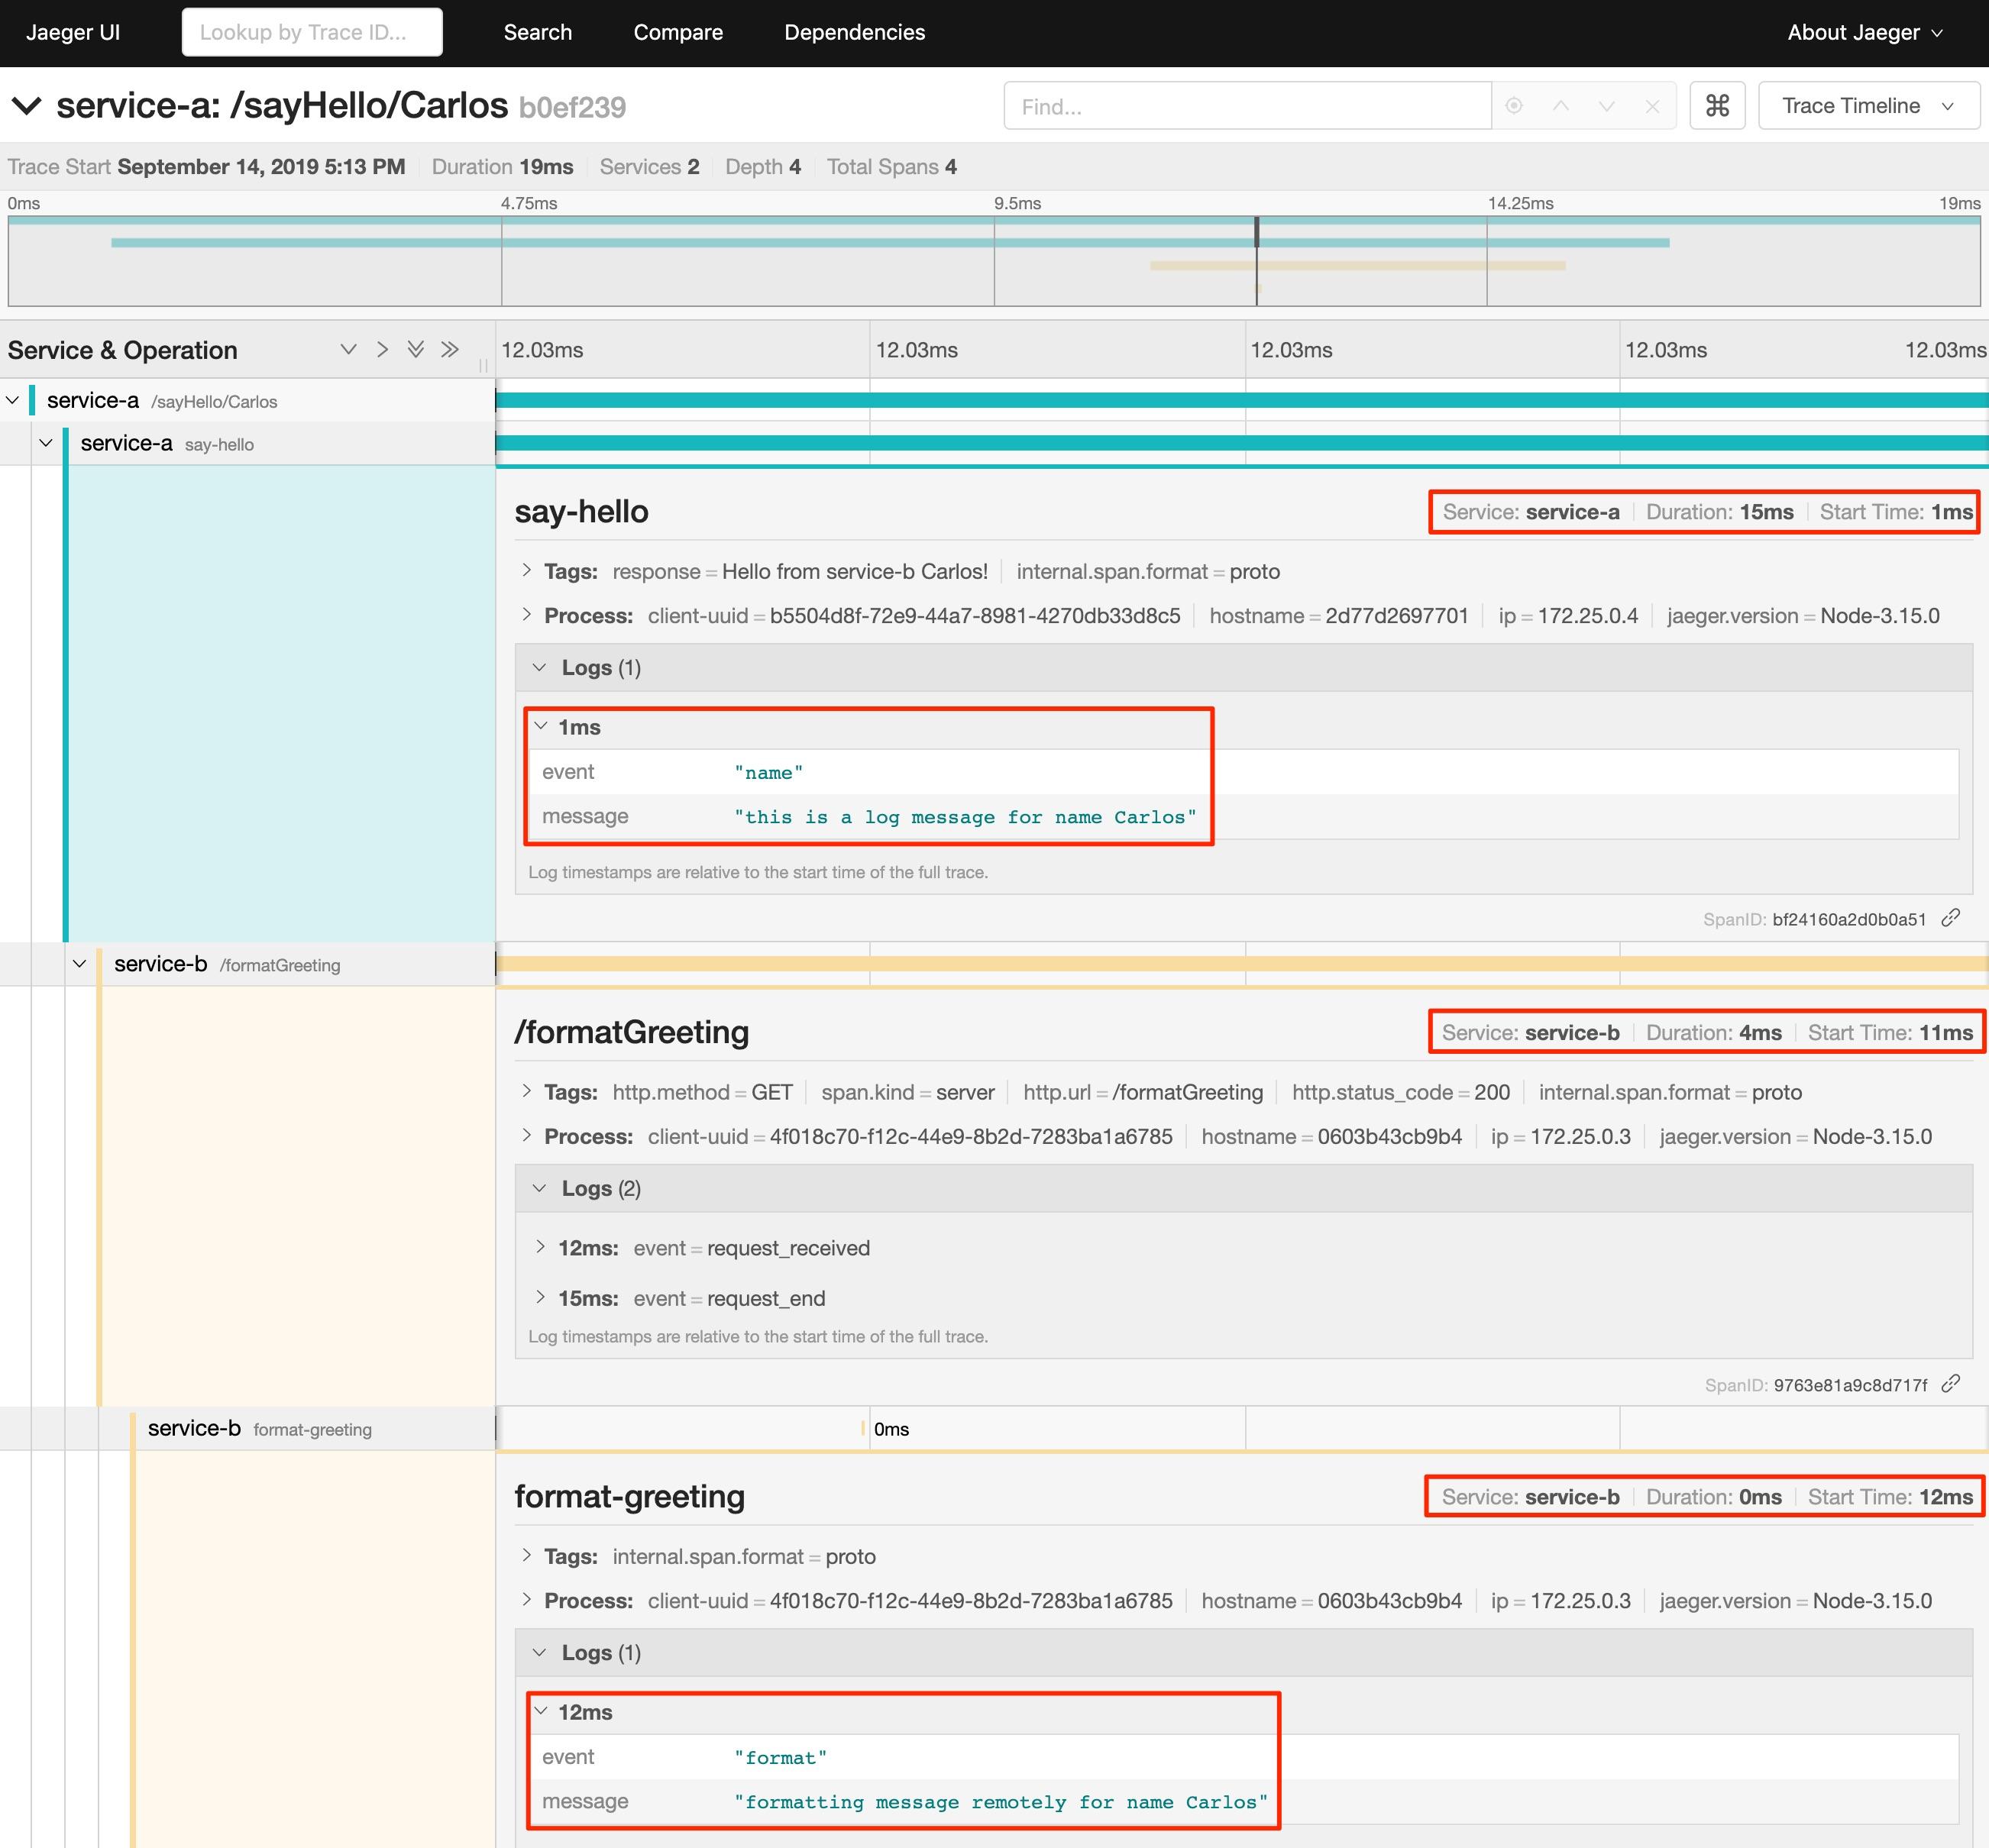 Jaeger UI Lookup by Trace ID... Search Compare Dependencies About Jaeger
service-a: /sayHello/Carlos b0ef239 Find... ⌘ Trace Timeline
Trace Start September 14, 2019 5:13 PM Duration 19ms Services 2 Depth 4 Total Spans 4
0ms 4.75ms 9.5ms 14.25ms 19ms
Service & Operation 12.03ms 12.03ms 12.03ms 12.03ms 12.03ms
service-a /sayHello/Carlos
service-a say-hello
say-hello Service: service-a Duration: 15ms Start Time: 1ms
Tags: response = Hello from service-b Carlos! internal.span.format = proto
Process: client-uuid = b5504d8f-72e9-44a7-8981-4270db33d8c5 hostname = 2d77d2697701 ip = 172.25.0.4 jaeger.version = Node-3.15.0
Logs (1)
1ms
event "name"
message "this is a log message for name Carlos"
Log timestamps are relative to the start time of the full trace.
SpanID: bf24160a2d0b0a51
service-b /formatGreeting
/formatGreeting Service: service-b Duration: 4ms Start Time: 11ms
Tags: http.method = GET span.kind = server http.url = /formatGreeting http.status_code = 200 internal.span.format = proto
Process: client-uuid = 4f018c70-f12c-44e9-8b2d-7283ba1a6785 hostname = 0603b43cb9b4 ip = 172.25.0.3 jaeger.version = Node-3.15.0
Logs (2)
12ms: event = request_received
15ms: event = request_end
Log timestamps are relative to the start time of the full trace.
SpanID: 9763e81a9c8d717f
service-b format-greeting 0ms
format-greeting Service: service-b Duration: 0ms Start Time: 12ms
Tags: internal.span.format = proto
Process: client-uuid = 4f018c70-f12c-44e9-8b2d-7283ba1a6785 hostname = 0603b43cb9b4 ip = 172.25.0.3 jaeger.version = Node-3.15.0
Logs (1)
12ms
event "format"
message "formatting message remotely for name Carlos"